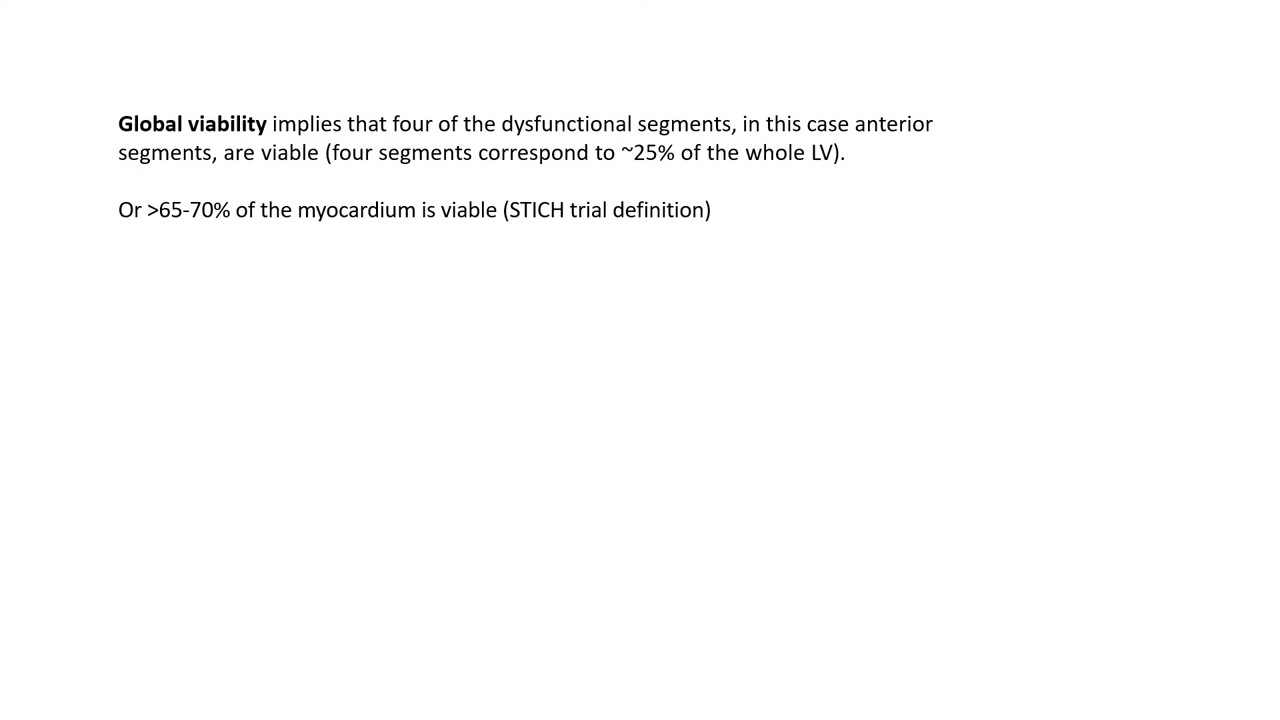 Global viability implies that four of the dysfunctional segments, in this case anterior
segments, are viable (four segments correspond to ~25% of the whole LV).
Or >65-70% of the myocardium is viable (STICH trial definition)